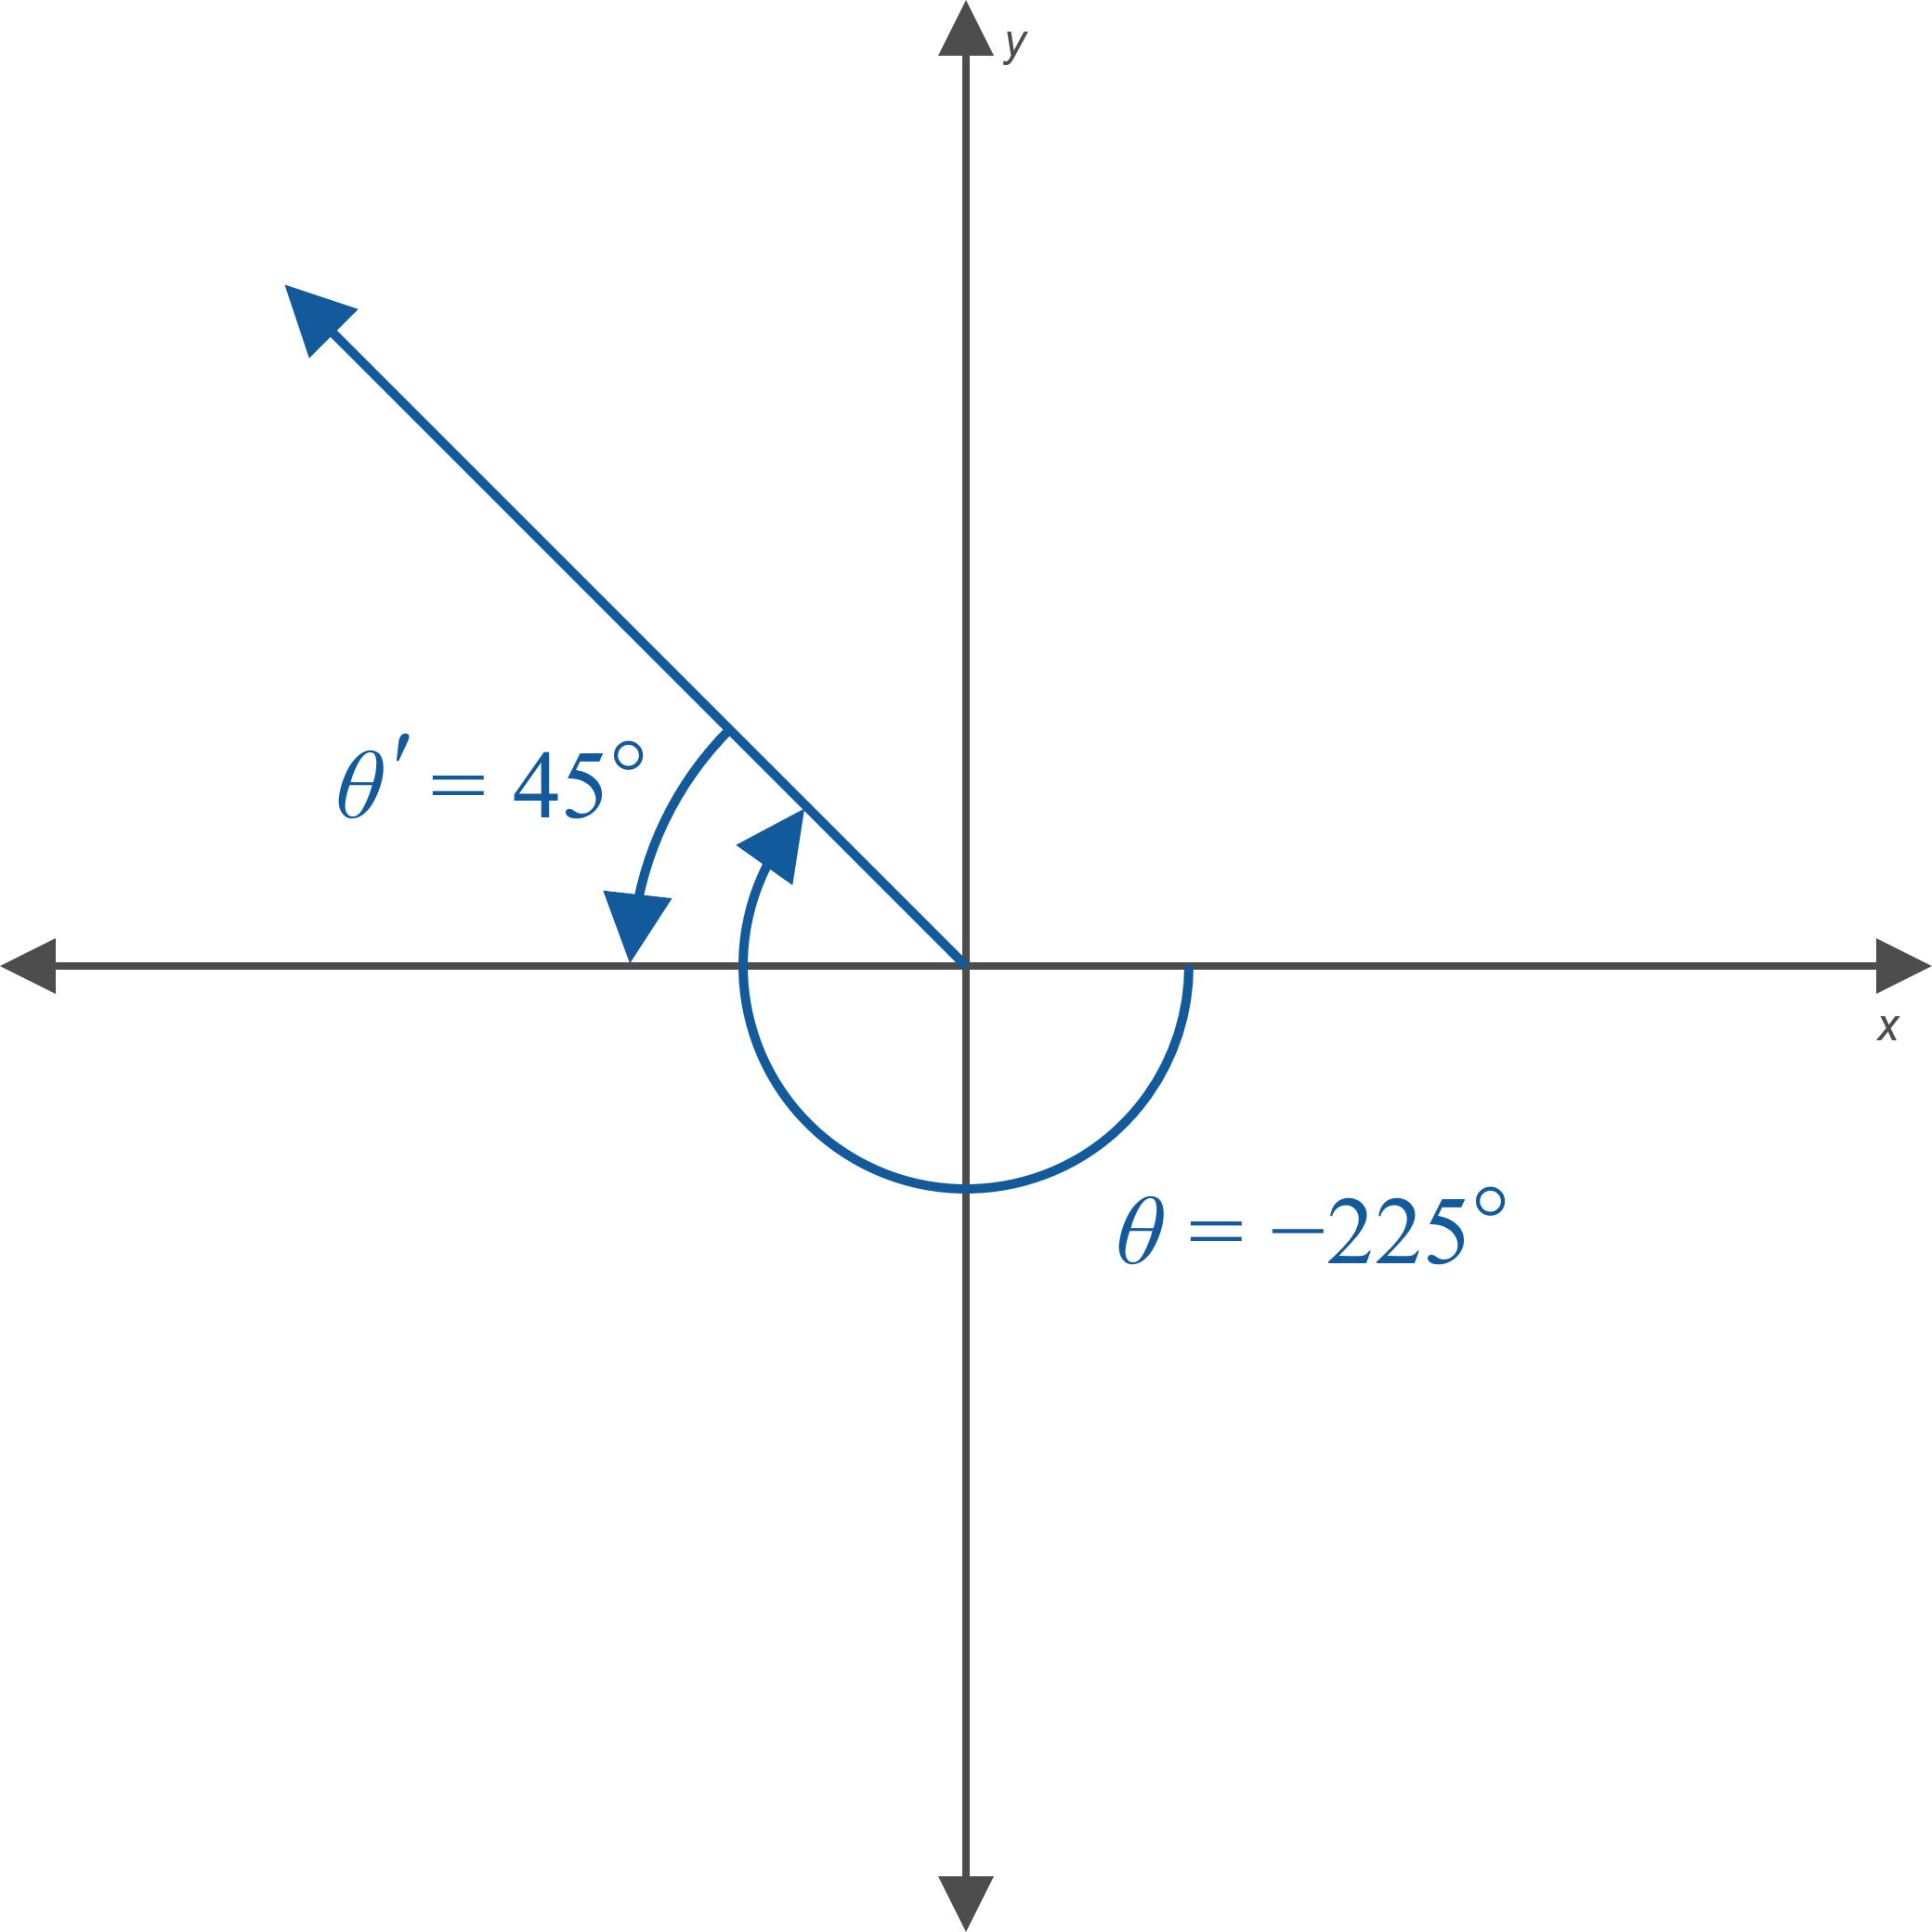 y
θ′ = 45°
x
θ = −225°